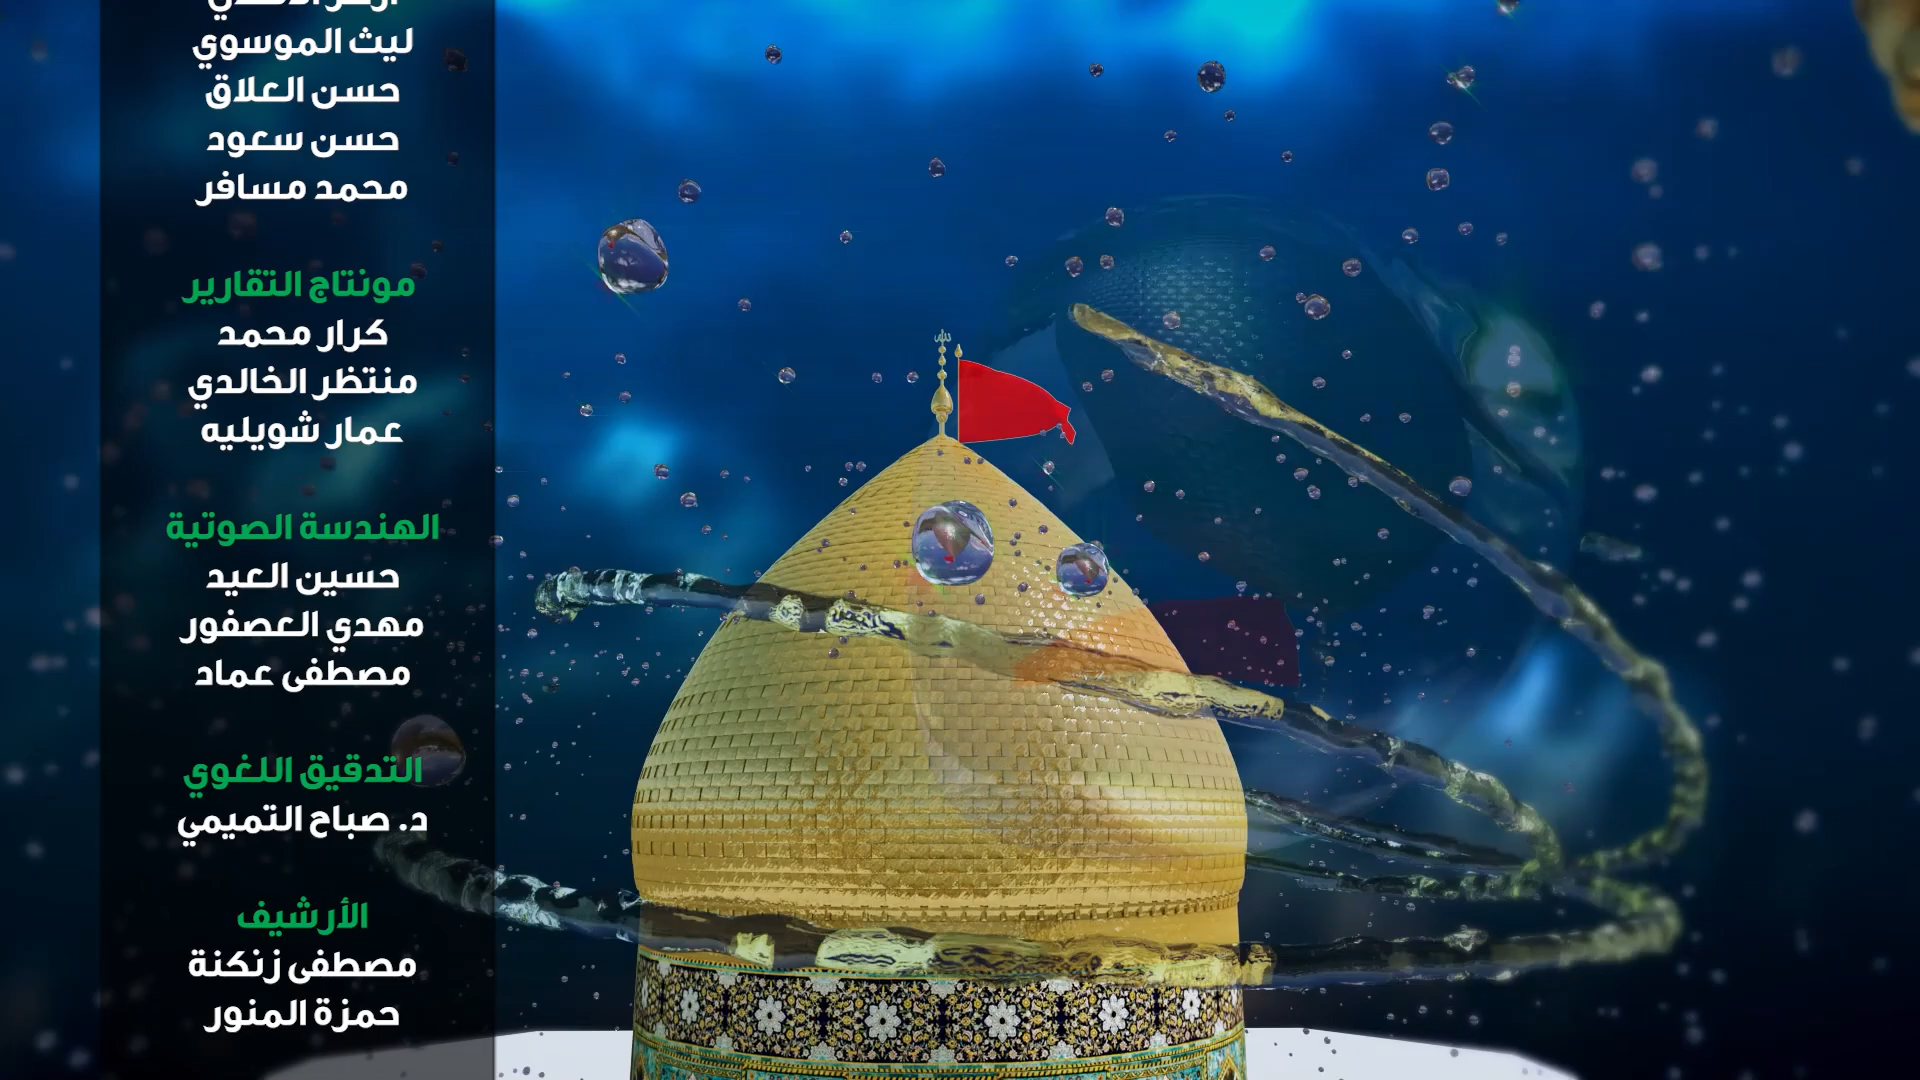 ليث الموسوي
حسن العلاق
حسن سعود
محمد مسافر
مونتاج التقارير
كرار محمد
منتظر الخالدي
عمار شويليه
الهندسة الصوتية
حسين العيد
مهدي العصفور
مصطفى عماد
التدقيق اللغوي
د. صباح التميمي
الأرشيف
مصطفى زنكنة
حمزة المنور